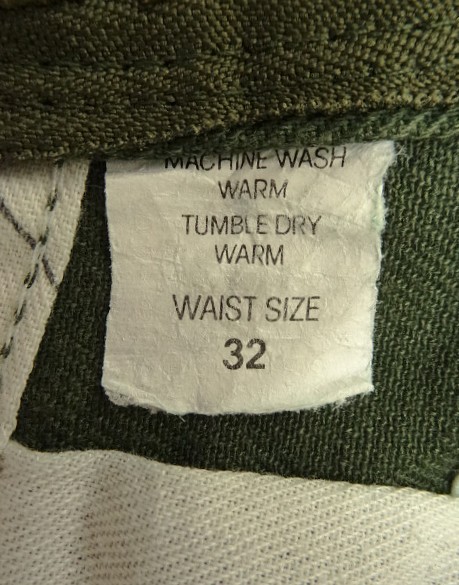 MACHINE WASH
WARM
TUMBLE DRY
WARM
WAIST SIZE
32